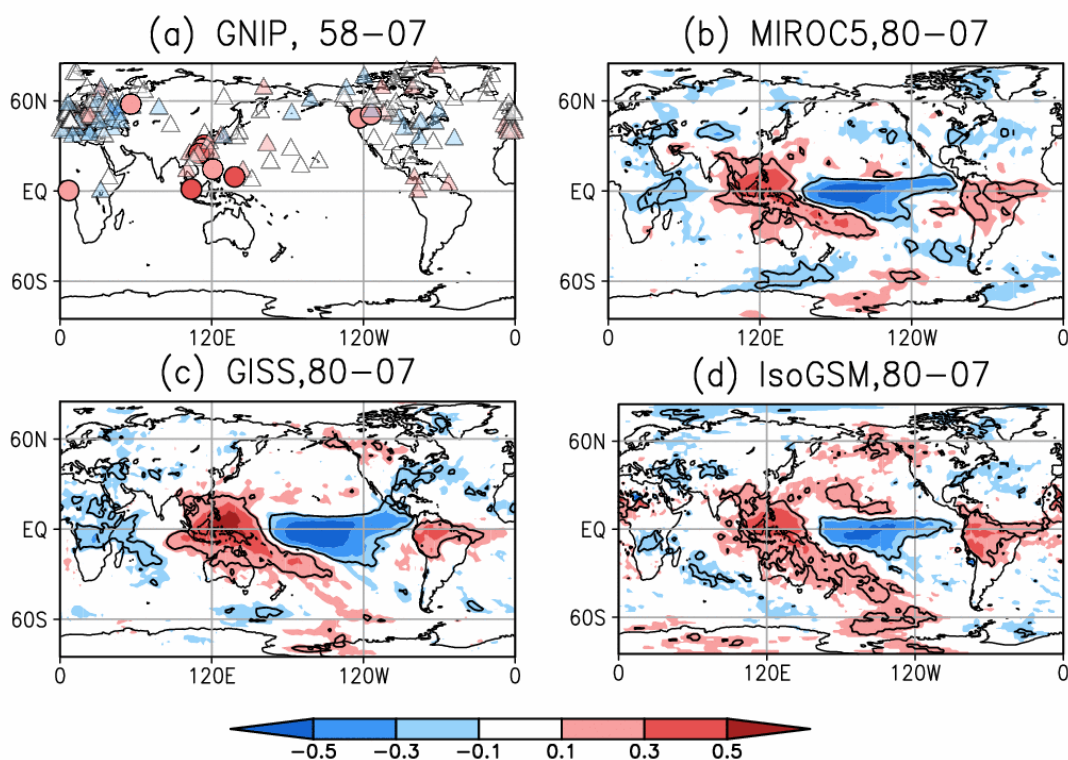 (a) GNIP, 58−07
(b) MIROC5,80−07
60N
EQ
60S
0 120E 120W 0
60N
EQ
60S
0 120E 120W 0
(c) GISS,80−07
(d) IsoGSM,80−07
60N
EQ
60S
0 120E 120W 0
60N
EQ
60S
0 120E 120W 0
−0.5 −0.3 −0.1 0.1 0.3 0.5